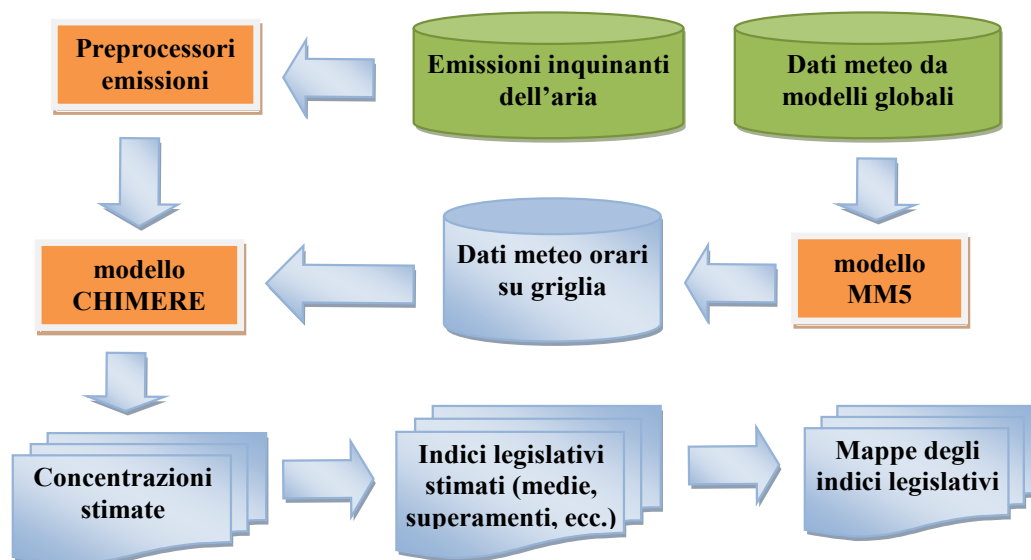 Preprocessori
emissioni
Emissioni inquinanti
dell’aria
Dati meteo da
modelli globali
modello
CHIMERE
Dati meteo orari
su griglia
modello
MM5
Concentrazioni
stimate
Indici legislativi
stimati (medie,
superamenti, ecc.)
Mappe degli
indici legislativi